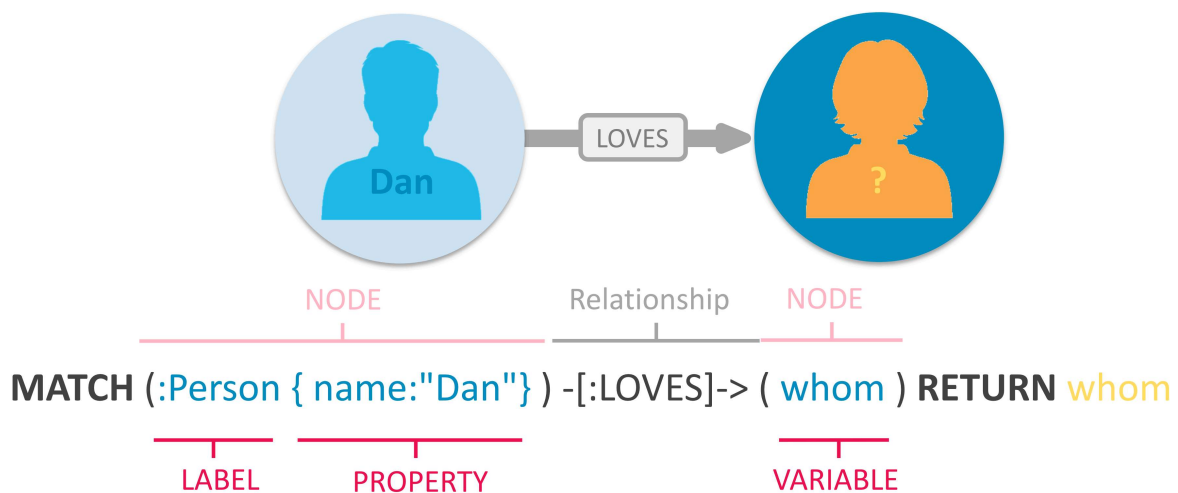 LOVES
Dan
?
NODE Relationship NODE
MATCH (:Person { name:"Dan"} ) -[:LOVES]-> ( whom ) RETURN whom
LABEL PROPERTY VARIABLE